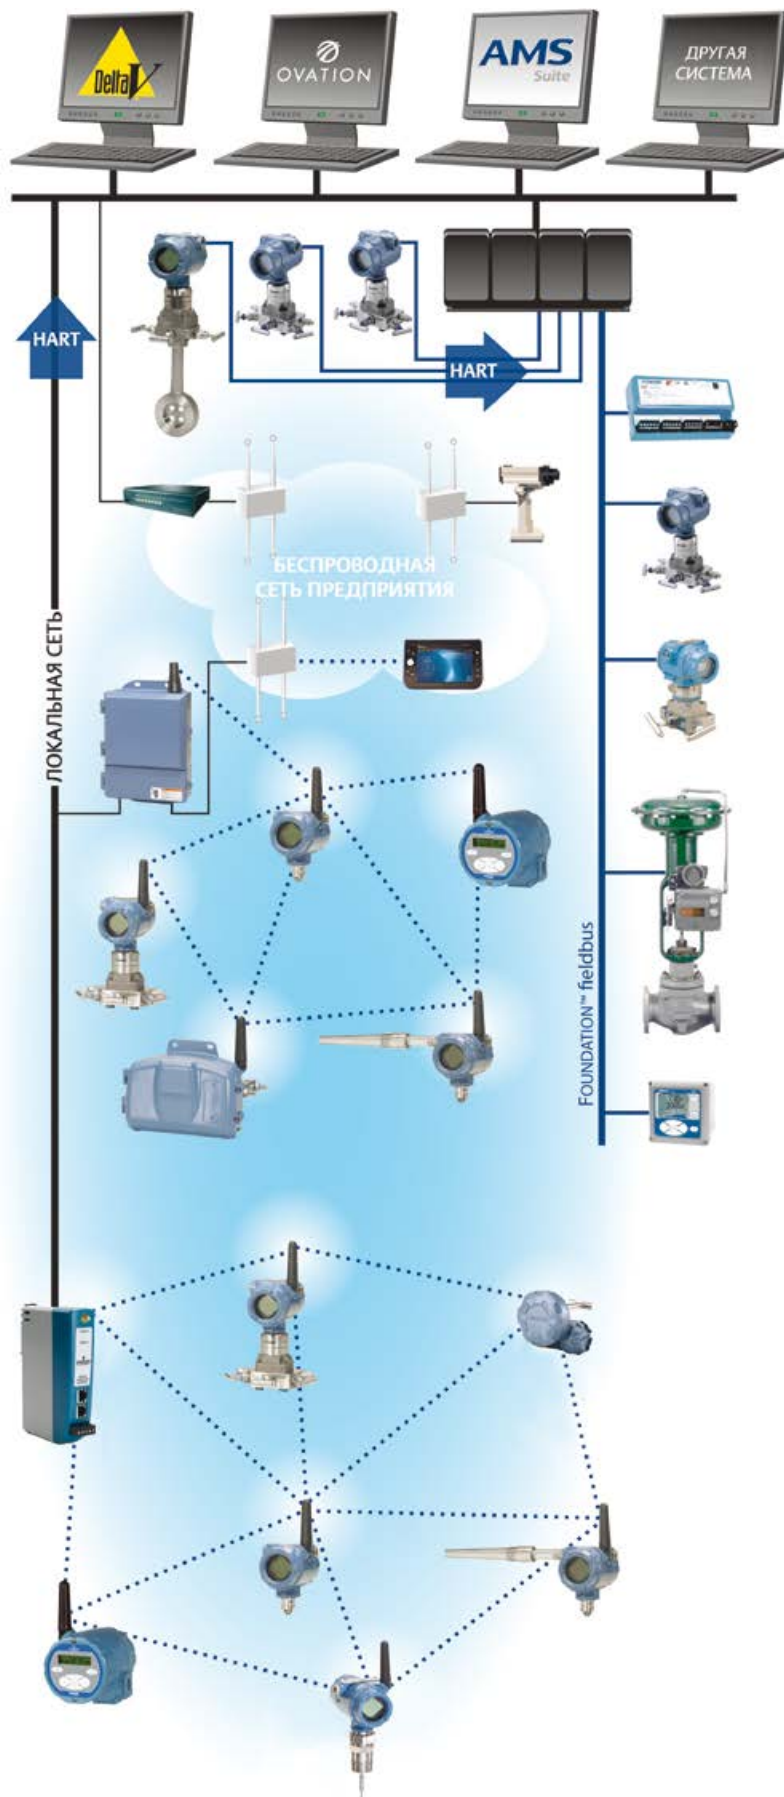 DeltaV
OVATION
AMS
Suite
ДРУГАЯ
СИСТЕМА
HART
HART
БЕСПРОВОДНАЯ
СЕТЬ ПРЕДПРИЯТИЯ
ЛОКАЛЬНАЯ СЕТЬ
FOUNDATION™ fieldbus